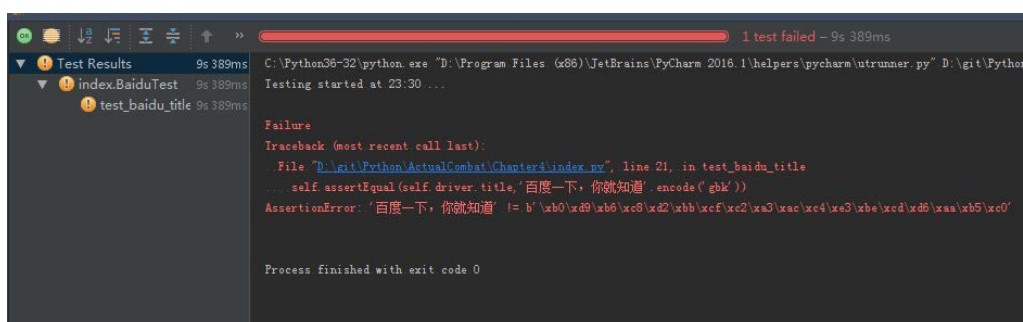 1 test failed – 9s 389ms
Test Results 9s 389ms
index.BaiduTest 9s 389ms
test_baidu_title 9s 389ms
C:\Python36-32\python.exe "D:\Program Files (x86)\JetBrains\PyCharm 2016.1\helpers\pycharm\utrunner.py" D:\git\Python
Testing started at 23:30 ...
Failure
Traceback (most recent call last):
File "D:\git\Python\ActualCombat\Chapter4\index.py", line 21, in test_baidu_title
self.assertEqual(self.driver.title,'百度一下，你就知道'.encode('gbk'))
AssertionError: '百度一下，你就知道' != b'\xb0\xd9\xb6\xc8\xd2\xbb\xcf\xc2\xa3\xac\xc4\xe3\xbe\xcd\xd6\xaa\xb5\xc0'
Process finished with exit code 0